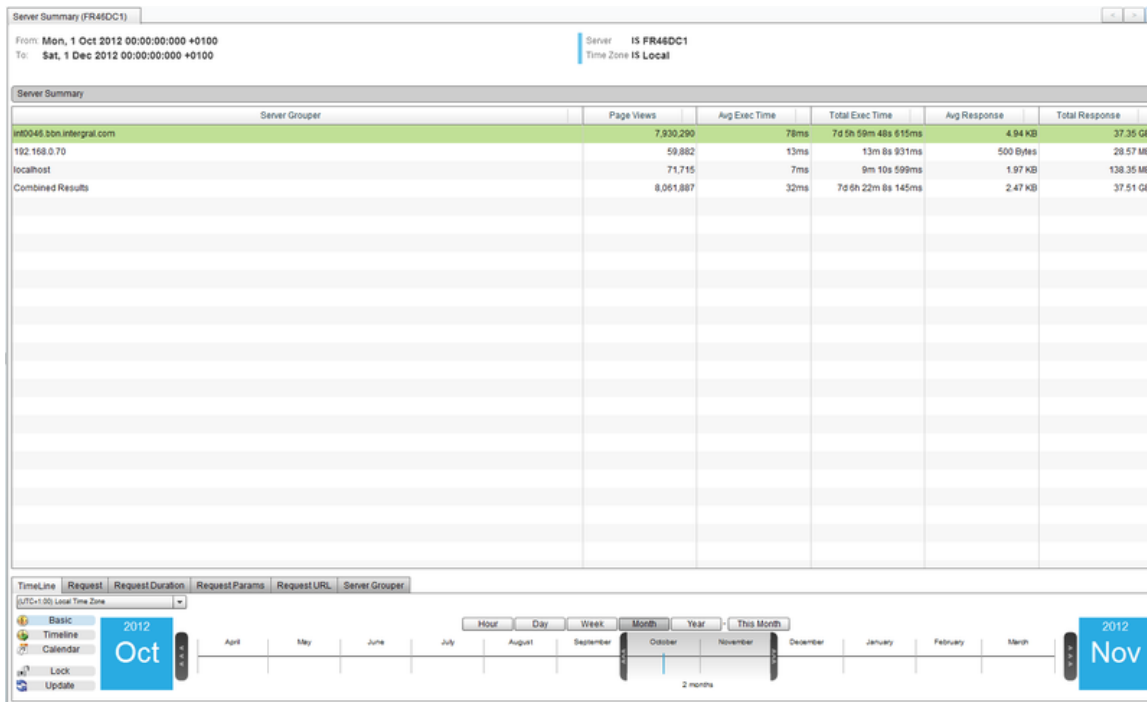 Server Summary (FR46DC1)
< >
From: Mon, 1 Oct 2012 00:00:00:000 +0100 Server IS FR46DC1
To: Sat, 1 Dec 2012 00:00:00:000 +0100 Time Zone IS Local
Server Summary
Server Grouper Page Views Avg Exec Time Total Exec Time Avg Response Total Response
int0046.bbn.intergral.com 7,930,290 78ms 7d 5h 59m 48s 615ms 4.94 KB 37.35 GB
192.168.0.70 59,882 13ms 13m 8s 931ms 500 Bytes 28.57 MB
localhost 71,715 7ms 9m 10s 599ms 1.97 KB 138.35 MB
Combined Results 8,061,887 32ms 7d 6h 22m 8s 145ms 2.47 KB 37.51 GB
TimeLine Request Request Duration Request Params Request URL Server Grouper
(UTC+1:00) Local Time Zone
Basic
Timeline
Calendar
Lock
Update
2012
Oct
Hour Day Week Month Year - This Month
April May June July August September October November December January February March
2 months
2012
Nov